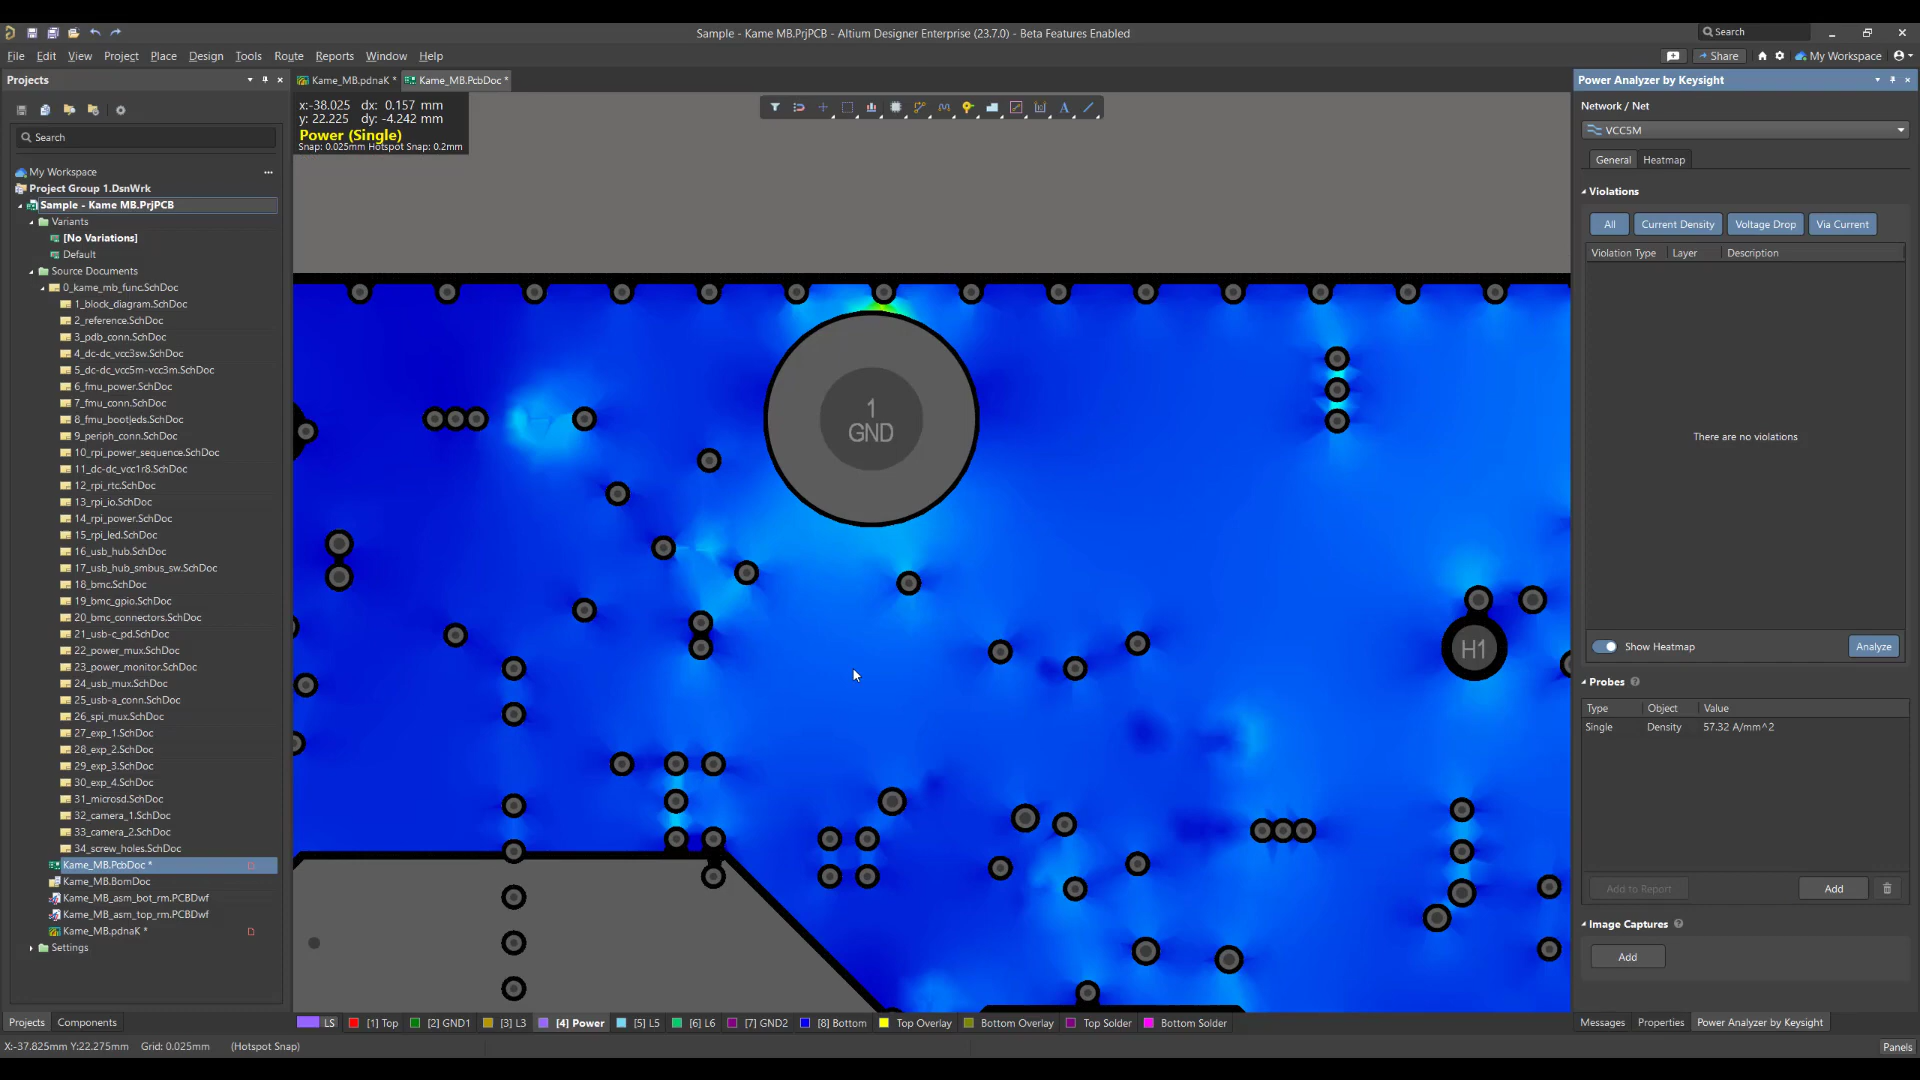 Sample - Kame MB.PrjPCB - Altium Designer Enterprise (23.7.0) - Beta Features Enabled
Search
File Edit View Project Place Design Tools Route Reports Window Help
Share
My Workspace
Projects
Kame_MB.pdnaK *
Kame_MB.PcbDoc *
Power Analyzer by Keysight
x:-38.025 dx: 0.157 mm
y: 22.225 dy: -4.242 mm
Power (Single)
Snap: 0.025mm Hotspot Snap: 0.2mm
Search
My Workspace
Project Group 1.DsnWrk
Sample - Kame MB.PrjPCB
Variants
[No Variations]
Default
Source Documents
0_kame_mb_func.SchDoc
1_block_diagram.SchDoc
2_reference.SchDoc
3_pdb_conn.SchDoc
4_dc-dc_vcc3sw.SchDoc
5_dc-dc_vcc5m-vcc3m.SchDoc
6_fmu_power.SchDoc
7_fmu_conn.SchDoc
8_fmu_bootleds.SchDoc
9_periph_conn.SchDoc
10_rpi_power_sequence.SchDoc
11_dc-dc_vcc1r8.SchDoc
12_rpi_rtc.SchDoc
13_rpi_io.SchDoc
14_rpi_power.SchDoc
15_rpi_led.SchDoc
16_usb_hub.SchDoc
17_usb_hub_smbus_sw.SchDoc
18_bmc.SchDoc
19_bmc_gpio.SchDoc
20_bmc_connectors.SchDoc
21_usb-c_pd.SchDoc
22_power_mux.SchDoc
23_power_monitor.SchDoc
24_usb_mux.SchDoc
25_usb-a_conn.SchDoc
26_spi_mux.SchDoc
27_exp_1.SchDoc
28_exp_2.SchDoc
29_exp_3.SchDoc
30_exp_4.SchDoc
31_microsd.SchDoc
32_camera_1.SchDoc
33_camera_2.SchDoc
34_screw_holes.SchDoc
Kame_MB.PcbDoc *
Kame_MB.BomDoc
Kame_MB_asm_bot_rm.PCBDwf
Kame_MB_asm_top_rm.PCBDwf
Kame_MB.pdnaK *
Settings
1
GND
H1
Network / Net
VCC5M
General Heatmap
Violations
All Current Density Voltage Drop Via Current
Violation Type Layer Description
There are no violations
Show Heatmap Analyze
Probes
Type Object Value
Single Density 57.32 A/mm^2
Add to Report Add
Image Captures
Add
Projects Components
LS [1] Top [2] GND1 [3] L3 [4] Power [5] L5 [6] L6 [7] GND2 [8] Bottom Top Overlay Bottom Overlay Top Solder Bottom Solder
Messages Properties Power Analyzer by Keysight
X:-37.825mm Y:22.275mm Grid: 0.025mm (Hotspot Snap)
Panels